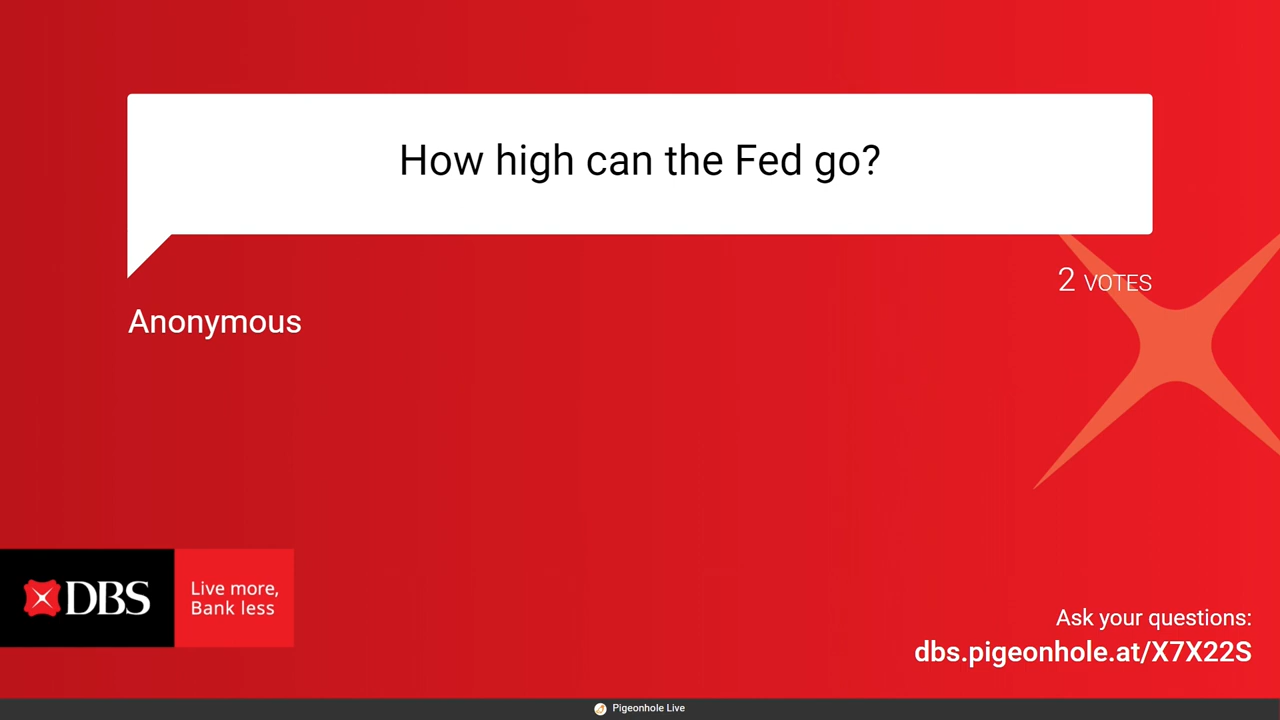 How high can the Fed go?
2 VOTES
Anonymous
DBS
Live more,
Bank less
Ask your questions:
dbs.pigeonhole.at/X7X22S
Pigeonhole Live